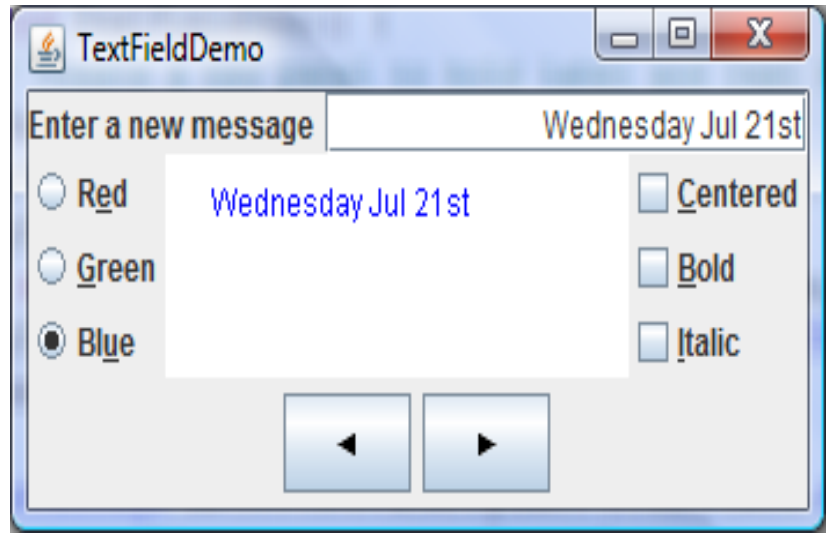 TextFieldDemo
Enter a new message Wednesday Jul 21st
Red Wednesday Jul 21st Centered
Green Bold
Blue Italic